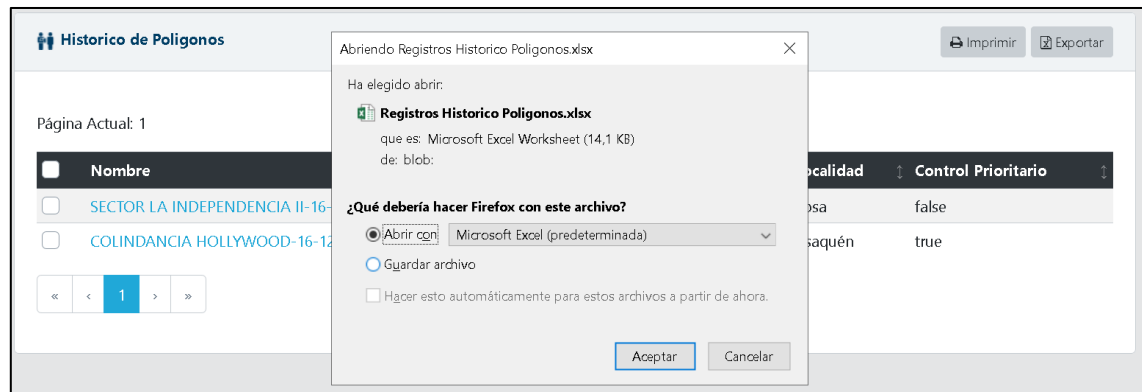 Historico de Poligonos
Imprimir
Exportar
Página Actual: 1
Nombre
SECTOR LA INDEPENDENCIA II-16-
COLINDANCIA HOLLYWOOD-16-12
« ‹ 1 › »
Abriendo Registros Historico Poligonos.xlsx
Ha elegido abrir:
Registros Historico Poligonos.xlsx
que es: Microsoft Excel Worksheet (14,1 KB)
de: blob:
¿Qué debería hacer Firefox con este archivo?
Abrir con Microsoft Excel (predeterminada)
Guardar archivo
Hacer esto automáticamente para estos archivos a partir de ahora.
Aceptar Cancelar
ocalidad Control Prioritario
osa false
saquén true